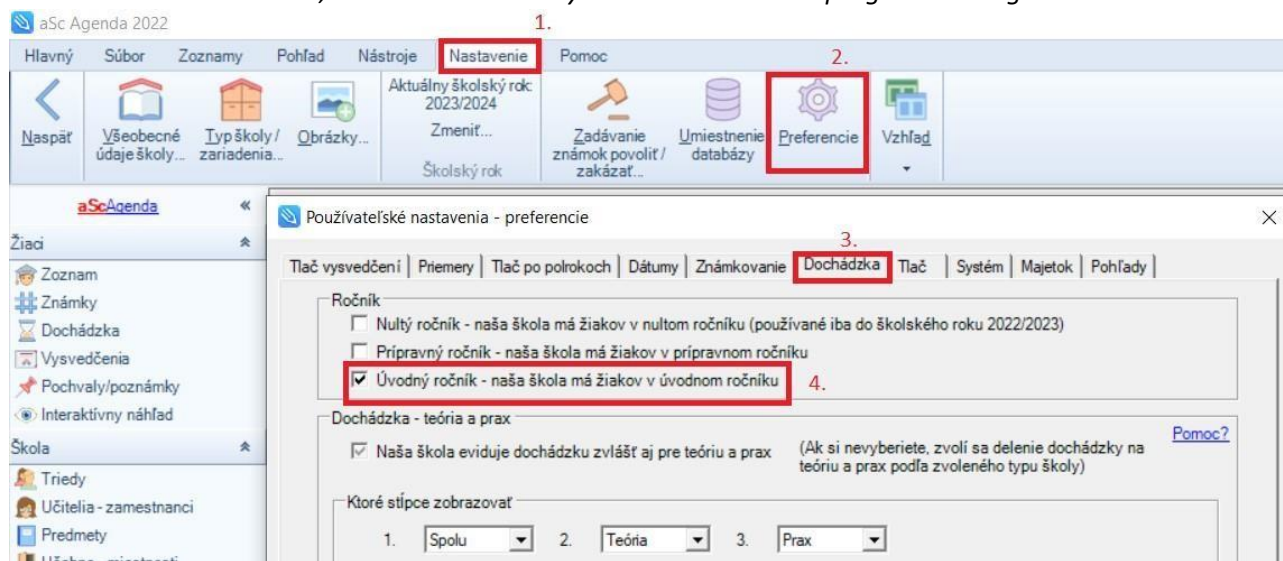 aSc Agenda 2022
1.
Hlavný Súbor Zoznamy Pohľad Nástroje Nastavenie Pomoc
2.
Naspäť
Všeobecné údaje školy...
Typ školy / zariadenia...
Obrázky...
Aktuálny školský rok:
2023/2024
Zmeniť...
Školský rok
Zadávanie známok povoliť / zakázať...
Umiestnenie databázy
Preferencie
Vzhľad
aScAgenda «
Žiaci
Zoznam
Známky
Dochádzka
Vysvedčenia
Pochvaly/poznámky
Interaktívny náhľad
Škola
Triedy
Učitelia - zamestnanci
Predmety
Používateľské nastavenia - preferencie
3.
Tlač vysvedčení Priemery Tlač po polrokoch Dátumy Známkovanie Dochádzka Tlač Systém Majetok Pohľady
Ročník
Nultý ročník - naša škola má žiakov v nultom ročníku (používané iba do školského roku 2022/2023)
Prípravný ročník - naša škola má žiakov v prípravnom ročníku
Úvodný ročník - naša škola má žiakov v úvodnom ročníku 4.
Dochádzka - teória a prax
Pomoc?
Naša škola eviduje dochádzku zvlášť aj pre teóriu a prax
(Ak si nevyberiete, zvolí sa delenie dochádzky na
teóriu a prax podľa zvoleného typu školy)
Ktoré stĺpce zobrazovať
1. Spolu 2. Teória 3. Prax